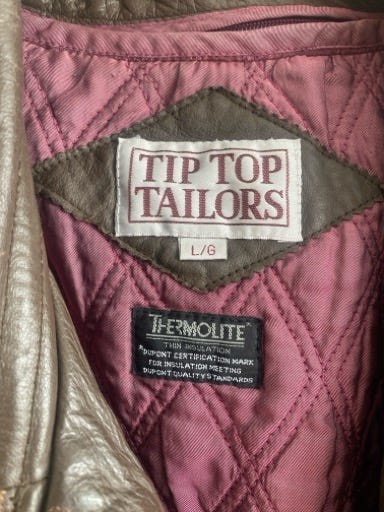 TIP TOP
TAILORS
L/G
THERMOLITE
THIN INSULATION
*DUPONT CERTIFICATION MARK
FOR INSULATION MEETING
DUPONT QUALITY STANDARDS